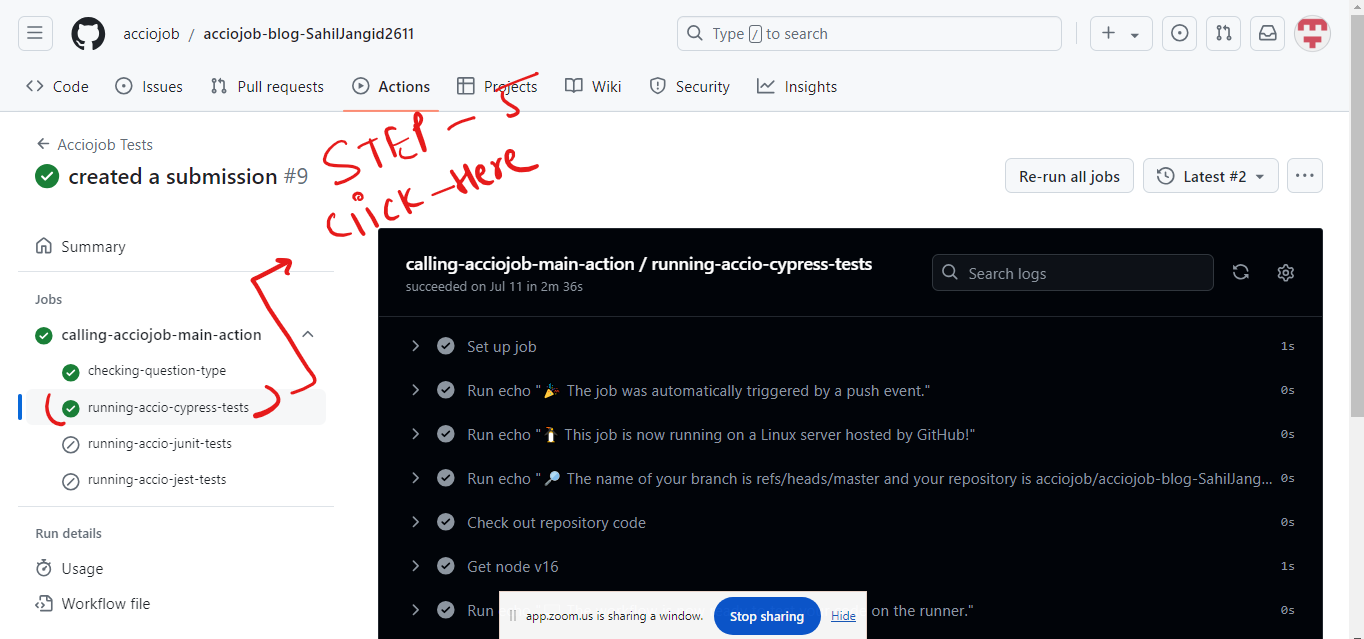 acciojob / acciojob-blog-SahilJangid2611
Type / to search
Code Issues Pull requests Actions Projects Wiki Security Insights
STEP - 5
Click-Here
Acciojob Tests
created a submission #9
Re-run all jobs
Latest #2
Summary
Jobs
calling-acciojob-main-action
checking-question-type
running-accio-cypress-tests
running-accio-junit-tests
running-accio-jest-tests
Run details
Usage
Workflow file
calling-acciojob-main-action / running-accio-cypress-tests
succeeded on Jul 11 in 2m 36s
Search logs
Set up job 1s
Run echo "🎉 The job was automatically triggered by a push event." 0s
Run echo "🐧 This job is now running on a Linux server hosted by GitHub!" 0s
Run echo "🔎 The name of your branch is refs/heads/master and your repository is acciojob/acciojob-blog-SahilJang... 0s
Check out repository code 0s
Get node v16 1s
Run on the runner." 0s
app.zoom.us is sharing a window. Stop sharing Hide